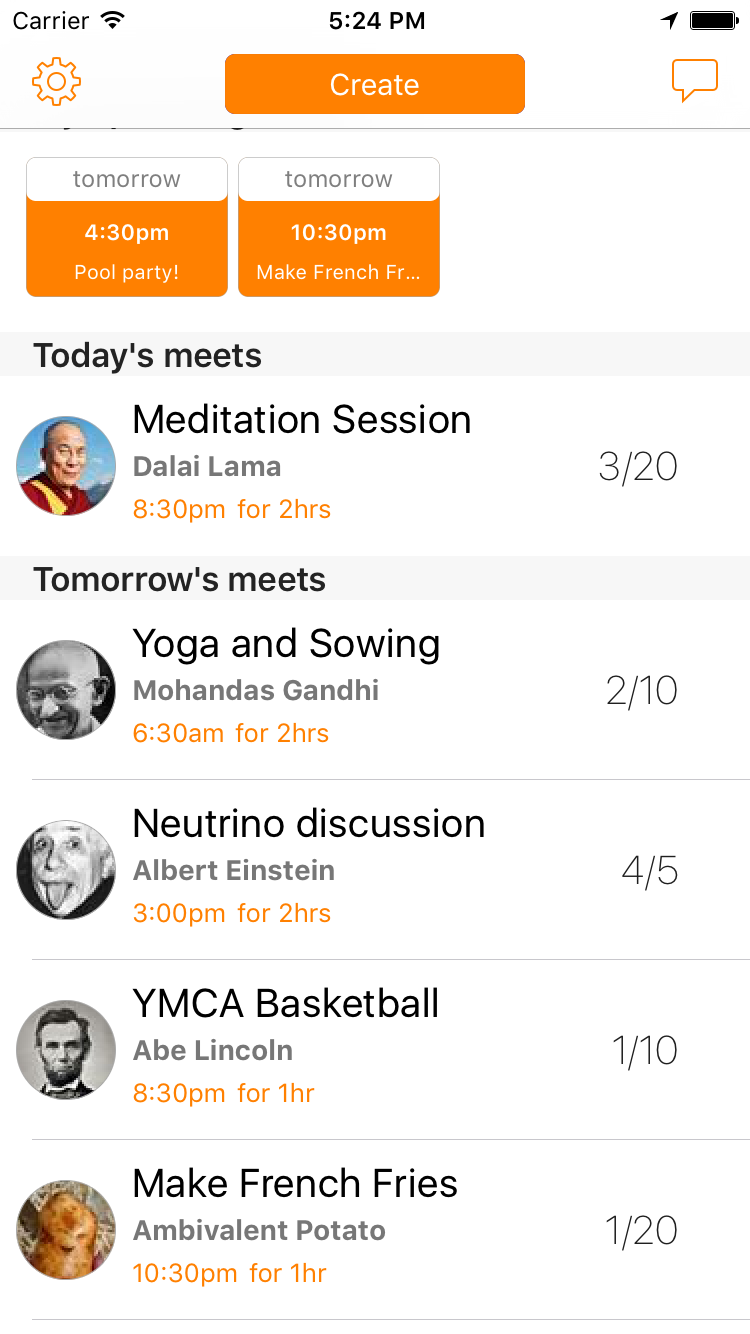 Carrier 5:24 PM
Create
tomorrow tomorrow
4:30pm 10:30pm
Pool party! Make French Fr...
Today's meets
Meditation Session
Dalai Lama 3/20
8:30pm for 2hrs
Tomorrow's meets
Yoga and Sowing
Mohandas Gandhi 2/10
6:30am for 2hrs
Neutrino discussion
Albert Einstein 4/5
3:00pm for 2hrs
YMCA Basketball
Abe Lincoln 1/10
8:30pm for 1hr
Make French Fries
Ambivalent Potato 1/20
10:30pm for 1hr